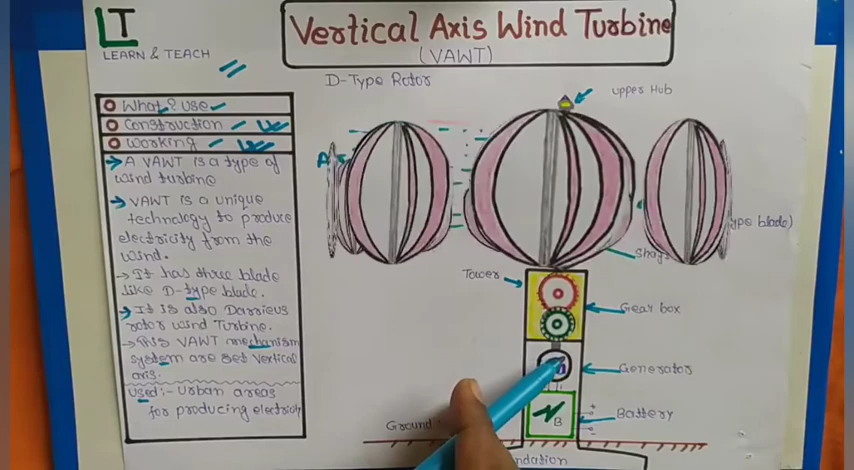 LT
LEARN & TEACH
Vertical Axis Wind Turbine
(VAWT)
D-Type Rotor
upper Hub
What? use
Construction
Working
A VAWT is a type of
wind turbine
VAWT is a unique
technology to produce
electricity from the
wind.
It has three blade
like D-type blade.
It is also Darrieus
rotor wind Turbine.
This VAWT mechanism
system are set vertical
axis.
Used:- Urban areas
for producing electricity
ype blade)
Shaft
Tower
Gear box
Generator
Battery
B
+
-
Ground
ndation